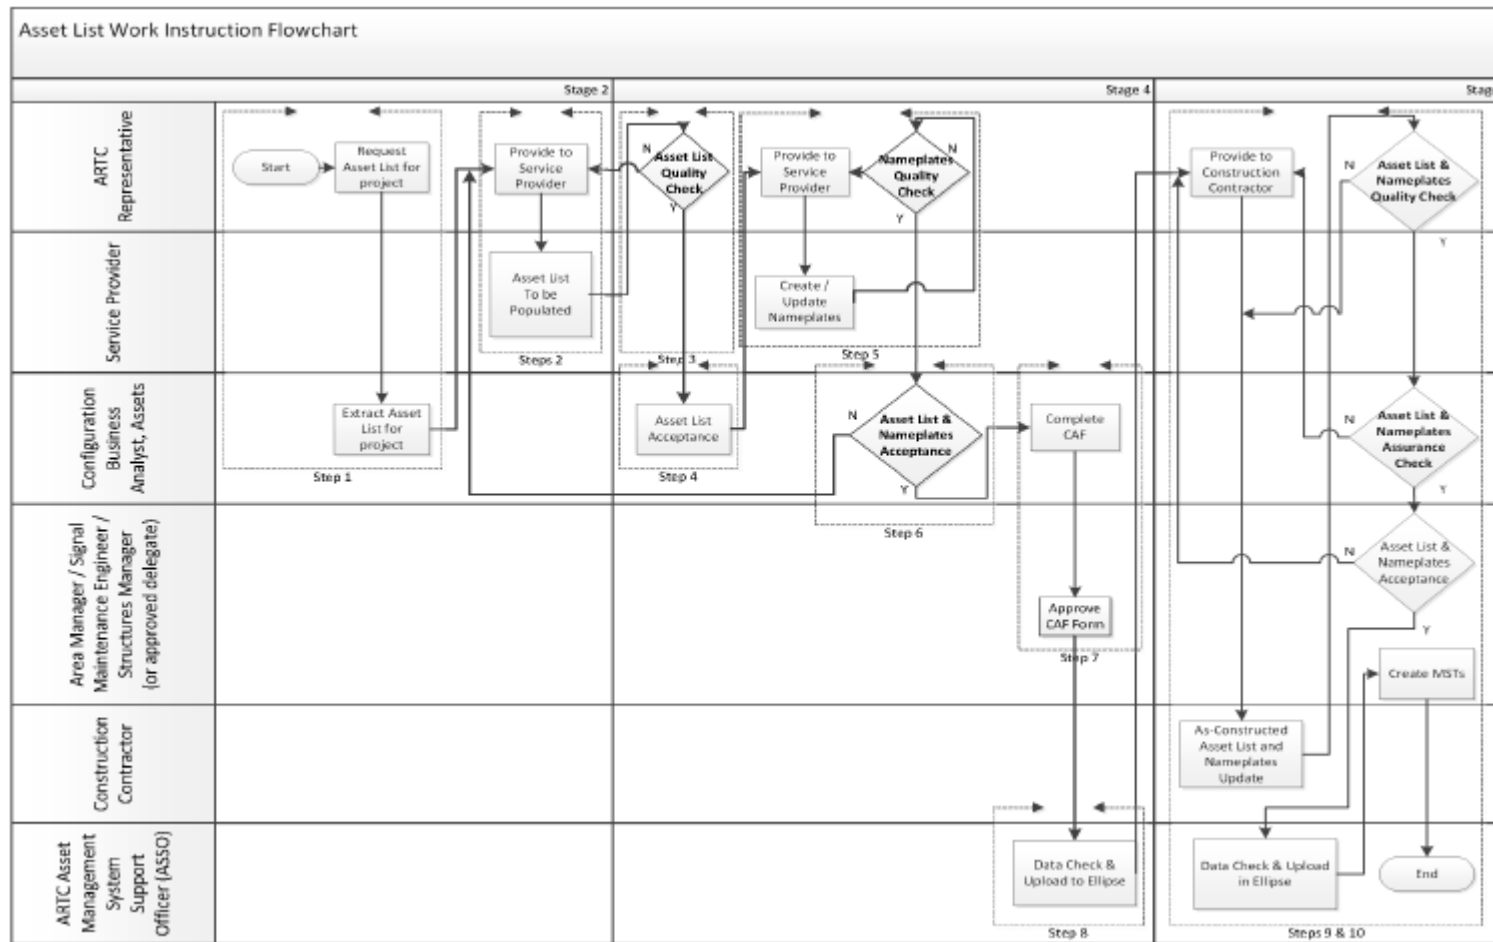 Asset List Work Instruction Flowchart
Stage 2
Stage 4
Stag
ARTC
Representative
Start
Request
Asset List for
project
Provide to
Service
Provider
N
Asset List
Quality
Check
Y
Provide to
Service
Provider
Nameplates
Quality
Check
N
Y
Provide to
Construction
Contractor
N
Asset List &
Nameplates
Quality Check
Y
Service Provider
Asset List
To be
Populated
Create /
Update
Nameplates
Steps 2
Step 3
Step 5
Configuration
Business
Analyst, Assets
Extract Asset
List for
project
Asset List
Acceptance
N
Asset List &
Nameplates
Acceptance
Y
Complete
CAF
N
Asset List &
Nameplates
Assurance
Check
Y
Step 1
Step 4
Step 6
Area Manager / Signal
Maintenance Engineer /
Structures Manager
(or approved delegate)
Approve
CAF Form
Step 7
N
Asset List &
Nameplates
Acceptance
Y
Create MSTs
Construction
Contractor
As-Constructed
Asset List and
Nameplates
Update
ARTC Asset
Management
System
Support
Officer (ASSO)
Data Check &
Upload to Ellipse
Data Check & Upload
in Ellipse
End
Step 8
Steps 9 & 10